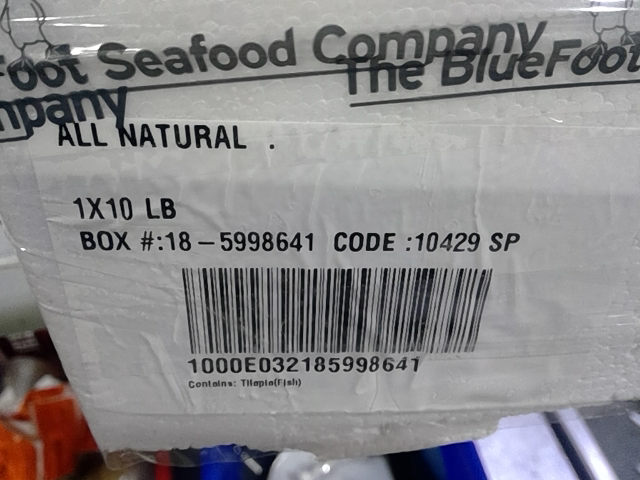 Foot Seafood Company
The BlueFoot
mpany
ALL NATURAL .
1X10 LB
BOX #:18-5998641 CODE :10429 SP
1000E032185998641
Contains: Tilapia(Fish)